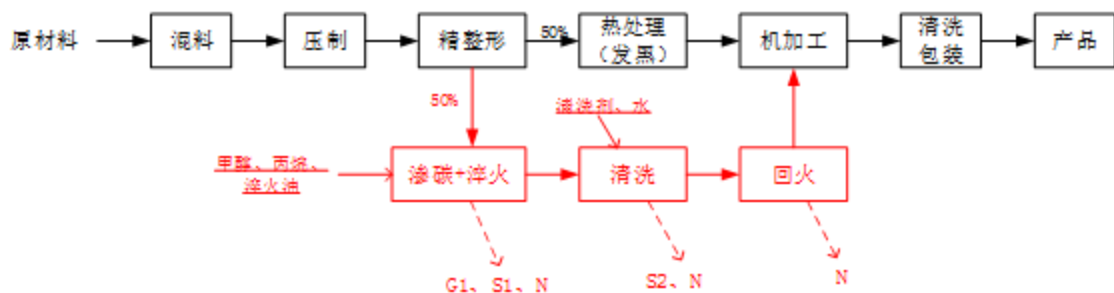 原材料
混料
压制
精整形
50%
热处理
（发黑）
机加工
清洗
包装
产品
50%
清洗剂、水
甲醇、丙烷、
淬火油
渗碳+淬火
清洗
回火
G1、S1、N
S2、N
N